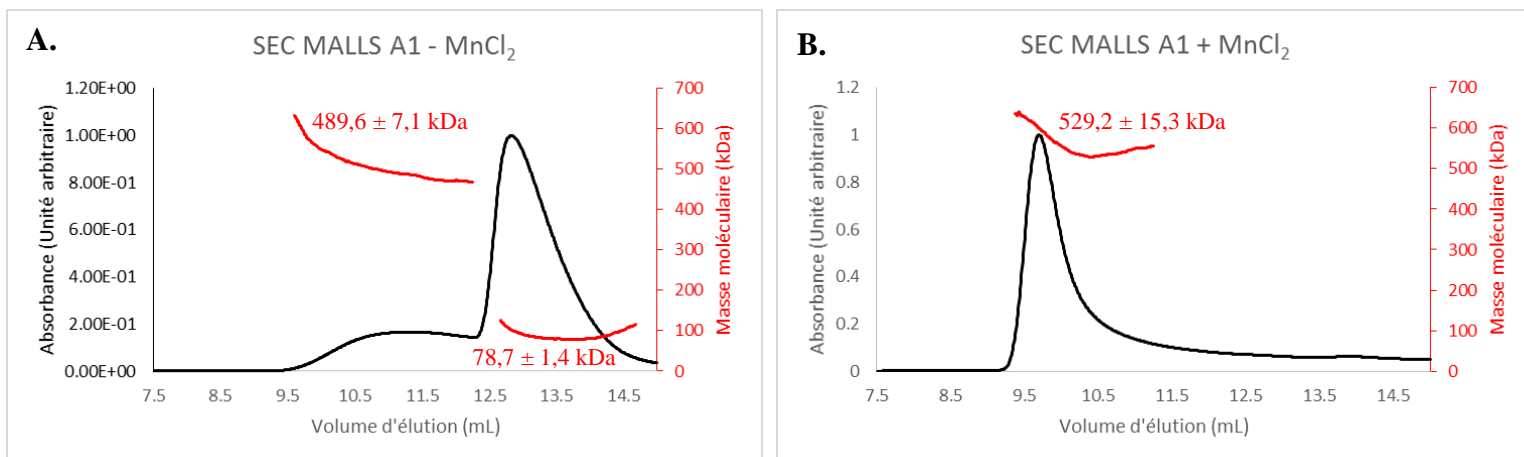 A.
SEC MALLS A1 - MnCl₂
Absorbance (Unité arbitraire)
1.20E+00
1.00E+00
8.00E-01
6.00E-01
4.00E-01
2.00E-01
0.00E+00
489,6 ± 7,1 kDa
78,7 ± 1,4 kDa
700
600
500
400
300
200
100
0
Masse moléculaire (kDa)
7.5 8.5 9.5 10.5 11.5 12.5 13.5 14.5
Volume d'élution (mL)
B.
SEC MALLS A1 + MnCl₂
Absorbance (Unité arbitraire)
1.2
1
0.8
0.6
0.4
0.2
0
529,2 ± 15,3 kDa
700
600
500
400
300
200
100
0
Masse moléculaire (kDa)
7.5 8.5 9.5 10.5 11.5 12.5 13.5 14.5
Volume d'élution (mL)